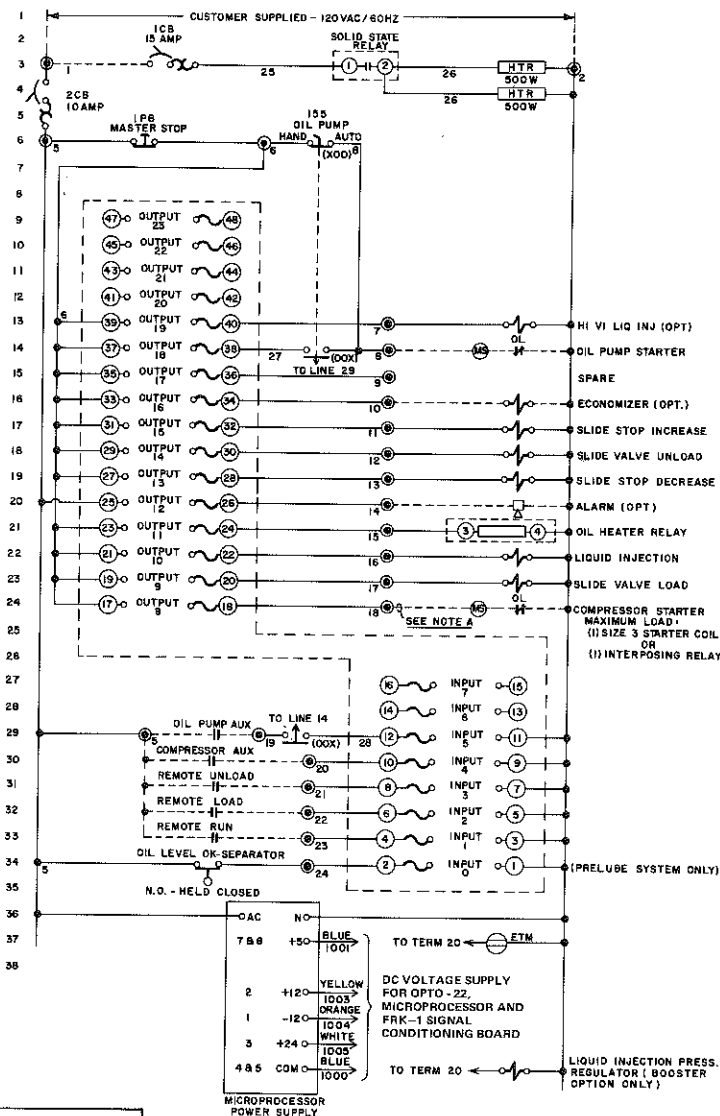 1 CUSTOMER SUPPLIED - 120 VAC/60HZ
2 1CB 15 AMP SOLID STATE RELAY
3 1 25 1 2 26 HTR 500W 2
4 2CB 10 AMP 26 HTR 500W
5 1PB MASTER STOP 1SS OIL PUMP
6 5 6 HAND AUTO (XOO) 8
7
8
9 47 OUTPUT 23 48
10 45 OUTPUT 22 46
11 43 OUTPUT 21 44
12 41 OUTPUT 20 42
13 6 39 OUTPUT 19 40 7 HI VI LIQ INJ (OPT)
14 37 OUTPUT 18 38 27 (OOX) 8 MS OL OIL PUMP STARTER
TO LINE 29
15 35 OUTPUT 17 36 9 SPARE
16 33 OUTPUT 16 34 10 ECONOMIZER (OPT.)
17 31 OUTPUT 15 32 11 SLIDE STOP INCREASE
18 29 OUTPUT 14 30 12 SLIDE VALVE UNLOAD
19 27 OUTPUT 13 28 13 SLIDE STOP DECREASE
20 25 OUTPUT 12 26 14 ALARM (OPT)
21 23 OUTPUT 11 24 15 3 4 OIL HEATER RELAY
22 21 OUTPUT 10 22 16 LIQUID INJECTION
23 19 OUTPUT 9 20 17 SLIDE VALVE LOAD
24 17 OUTPUT 8 18 18 MS OL COMPRESSOR STARTER
SEE NOTE A
MAXIMUM LOAD:
(1) SIZE 3 STARTER COIL
OR
(1) INTERPOSING RELAY
25
26
27 16 INPUT 7 15
28 14 INPUT 6 13
29 5 OIL PUMP AUX 19 TO LINE 14 (OOX) 28 12 INPUT 5 11
30 COMPRESSOR AUX 20 10 INPUT 4 9
31 REMOTE UNLOAD 21 8 INPUT 3 7
32 REMOTE LOAD 22 6 INPUT 2 5
33 REMOTE RUN 23 4 INPUT 1 3
34 5 OIL LEVEL OK-SEPARATOR 24 2 INPUT 0 1 (PRELUBE SYSTEM ONLY)
35 N.O. - HELD CLOSED
36 AC N
37 7&8 +5 BLUE 1001 TO TERM 20 ETM
38
2 +12 YELLOW 1003
1 -12 ORANGE 1004
3 +24 WHITE 1005
4&5 COM BLUE 1000
DC VOLTAGE SUPPLY
FOR OPTO-22,
MICROPROCESSOR AND
FRK-1 SIGNAL
CONDITIONING BOARD
TO TERM 20
LIQUID INJECTION PRESS.
REGULATOR (BOOSTER
OPTION ONLY)
MICROPROCESSOR
POWER SUPPLY